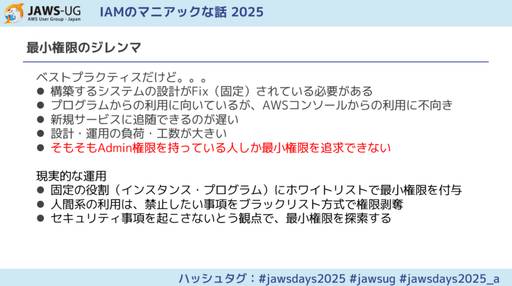 JAWS-UG
AWS User Group - Japan
IAMのマニアックな話 2025
最小権限のジレンマ
ベストプラクティスだけど。。。
● 構築するシステムの設計がFix（固定）されている必要がある
● プログラムからの利用に向いているが、AWSコンソールからの利用に不向き
● 新規サービスに追随できるのが遅い
● 設計・運用の負荷・工数が大きい
● そもそもAdmin権限を持っている人しか最小権限を追求できない
現実的な運用
● 固定の役割（インスタンス・プログラム）にホワイトリストで最小権限を付与
● 人間系の利用は、禁止したい事項をブラックリスト方式で権限剥奪
● セキュリティ事項を起こさないとう観点で、最小権限を探索する
ハッシュタグ：#jawsdays2025 #jawsug #jawsdays2025_a